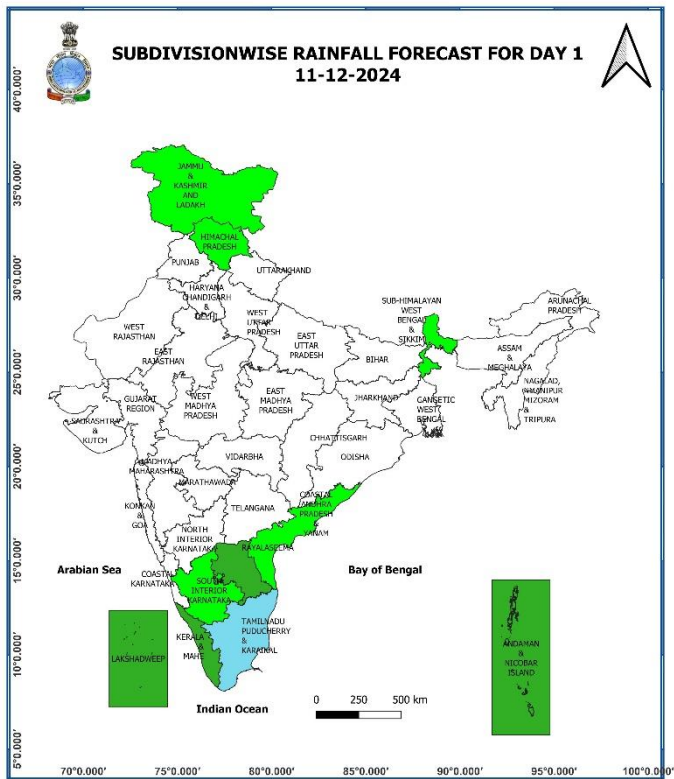 SUBDIVISIONWISE RAINFALL FORECAST FOR DAY 1
11-12-2024
40°0.000'
35°0.000'
30°0.000'
25°0.000'
20°0.000'
15°0.000'
10°0.000'
5°0.000'
JAMMU
&
KASHMIR
AND
LADAKH
HIMACHAL
PRADESH
PUNJAB
UTTARAKHAND
HARYANA
CHANDIGARH
&
DELHI
WEST
UTTAR
PRADESH
EAST
UTTAR
PRADESH
WEST
RAJASTHAN
EAST
RAJASTHAN
SUB-HIMALAYAN
WEST
BENGAL
&
SIKKIM
ARUNACHAL
PRADESH
ASSAM
&
MEGHALAYA
NAGALAD,
MANIPUR
MIZORAM
&
TRIPURA
BIHAR
JHARKHAND
GANGETIC
WEST
BENGAL
GUJARAT
REGION
SAURASHTRA
&
KUTCH
WEST
MADHYA
PRADESH
EAST
MADHYA
PRADESH
CHHATTISGARH
ODISHA
VIDARBHA
MADHYA
MAHARASHTRA
MARATHAWADA
KONKAN
&
GOA
TELANGANA
COASTAL
ANDHRA
PRADESH
&
YANAM
NORTH
INTERIOR
KARNATAKA
RAYALASEEMA
COASTAL
KARNATAKA
SOUTH
INTERIOR
KARNATAKA
TAMILNADU
PUDUCHERRY
&
KARAIKAL
KERALA
&
MAHE
LAKSHADWEEP
ANDAMAN
&
NICOBAR
ISLAND
Arabian Sea
Bay of Bengal
Indian Ocean
0 250 500 km
70°0.000' 75°0.000' 80°0.000' 85°0.000' 90°0.000' 95°0.000' 100°0.000'